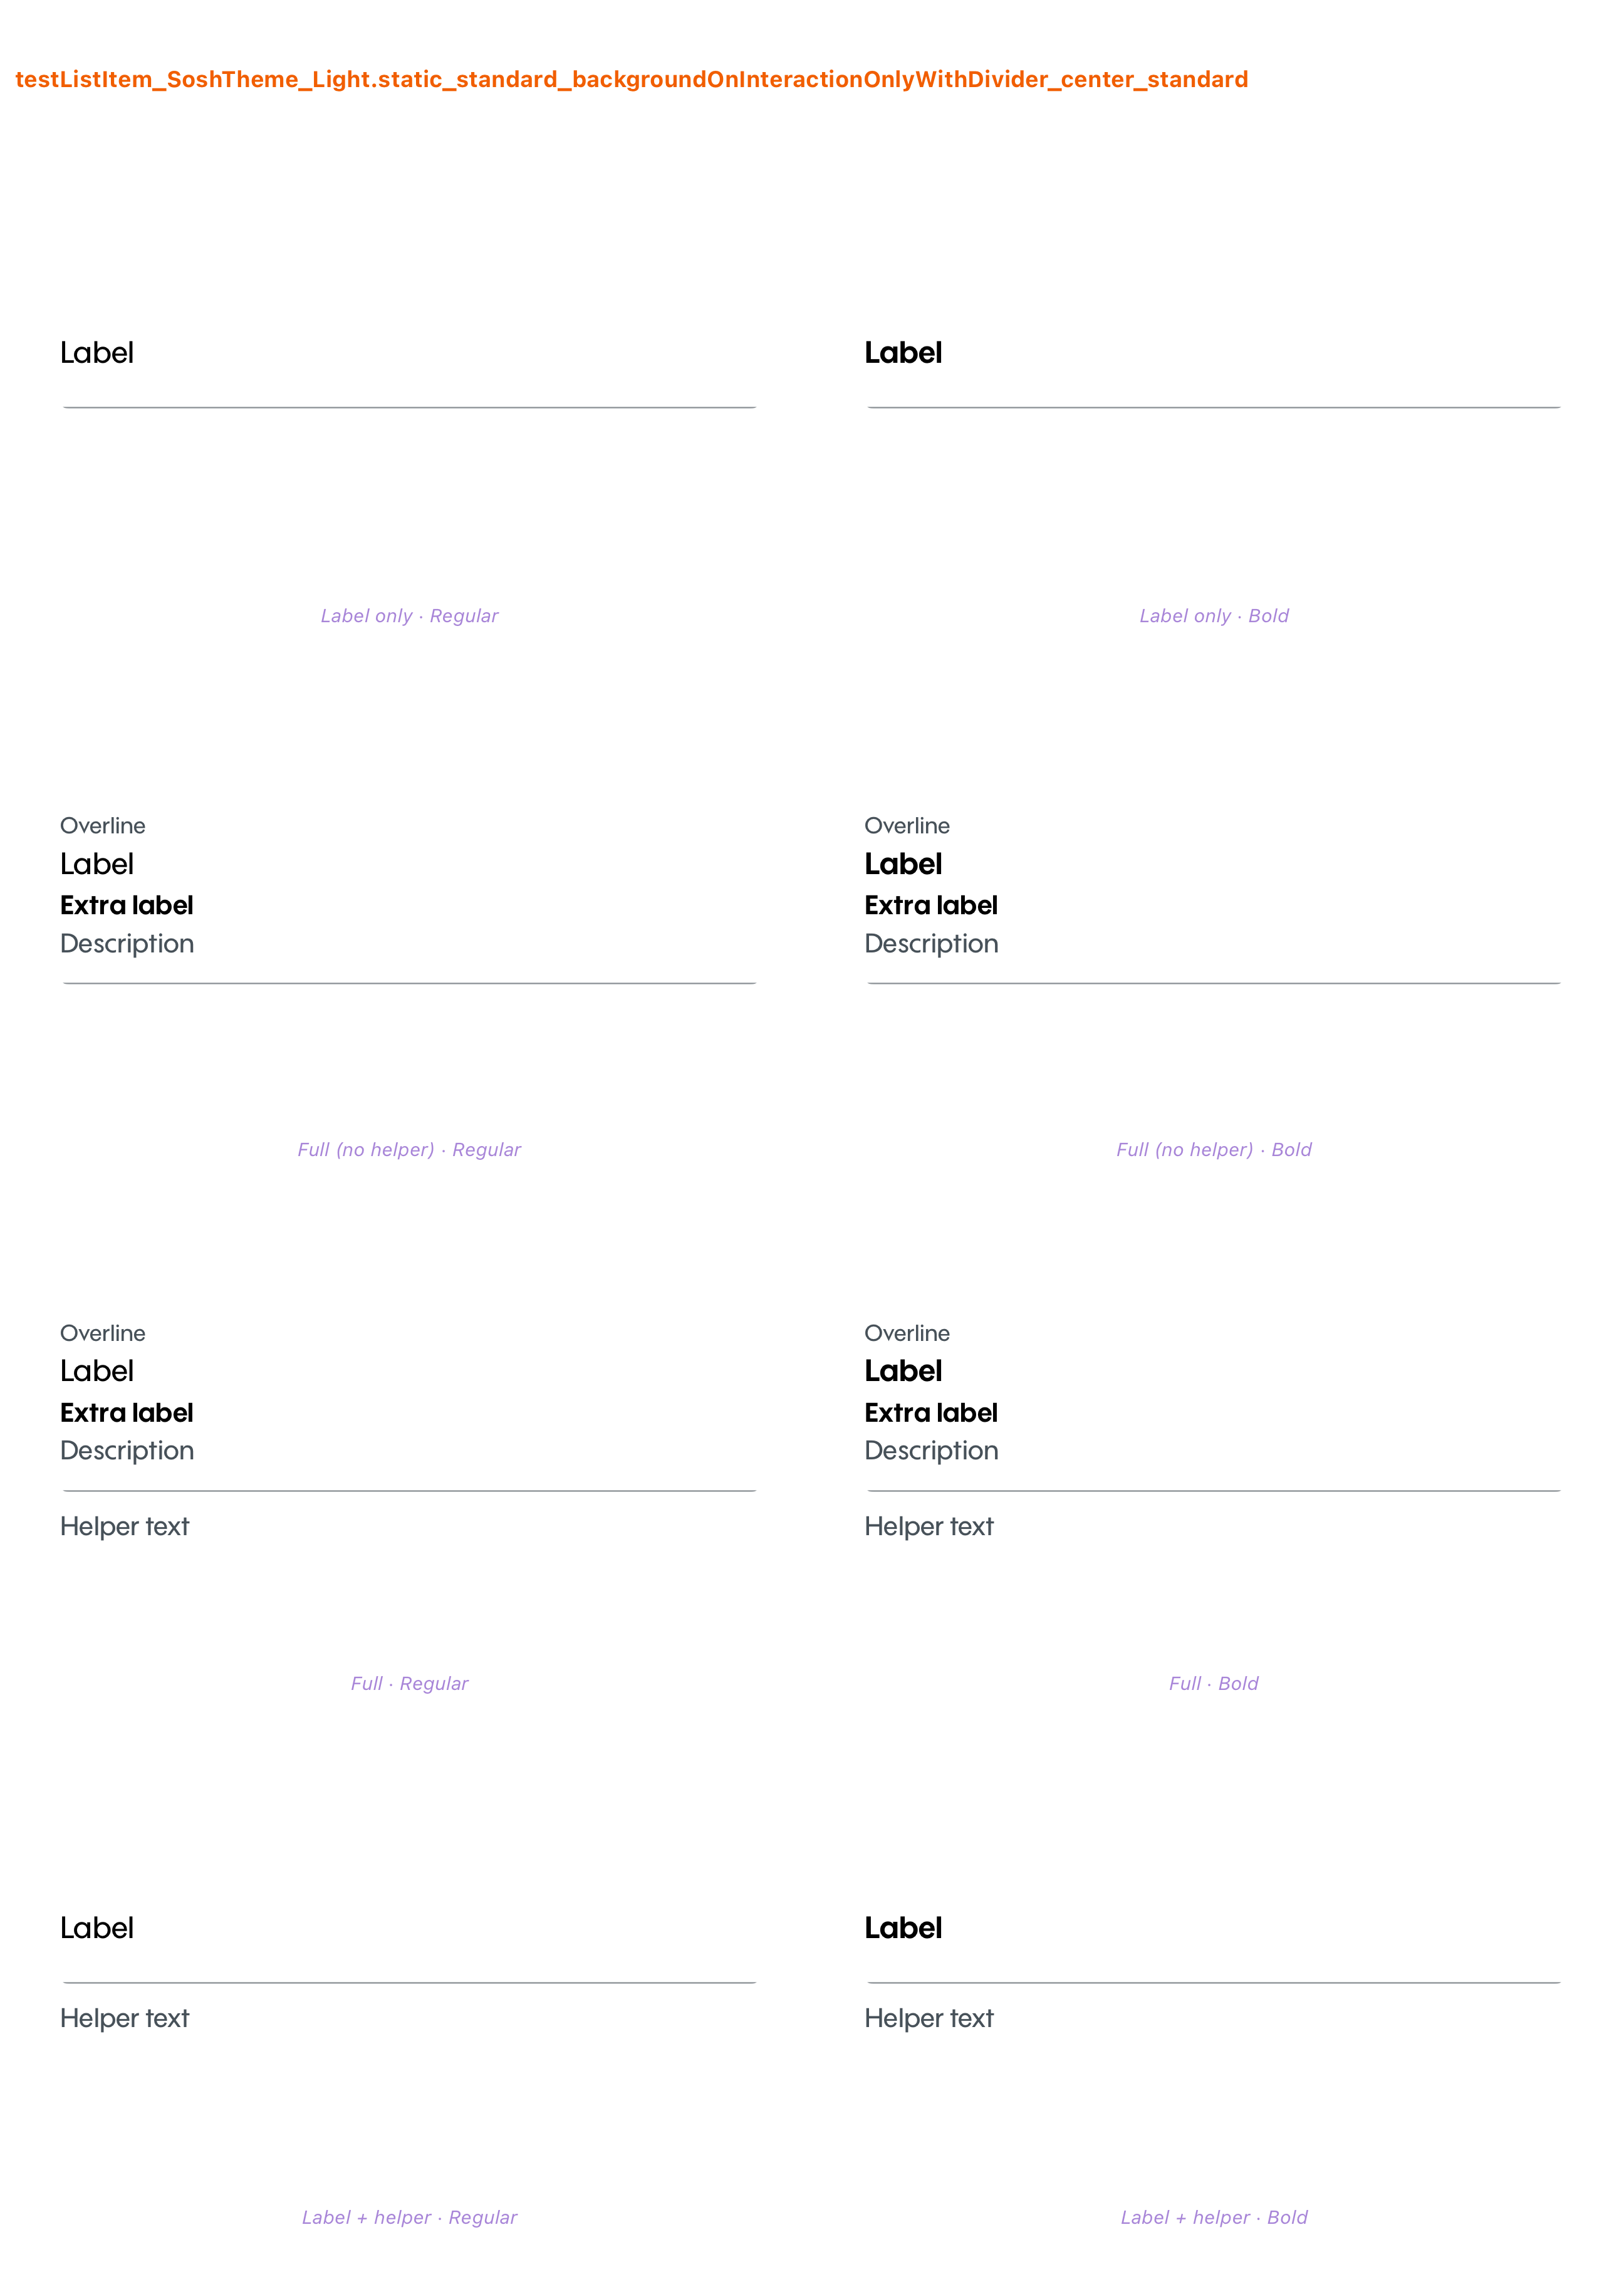 testListItem_SoshTheme_Light.static_standard_backgroundOnInteractionOnlyWithDivider_center_standard
Label
Label
Label only · Regular
Label only · Bold
Overline
Label
Extra label
Description
Overline
Label
Extra label
Description
Full (no helper) · Regular
Full (no helper) · Bold
Overline
Label
Extra label
Description
Helper text
Overline
Label
Extra label
Description
Helper text
Full · Regular
Full · Bold
Label
Helper text
Label
Helper text
Label + helper · Regular
Label + helper · Bold